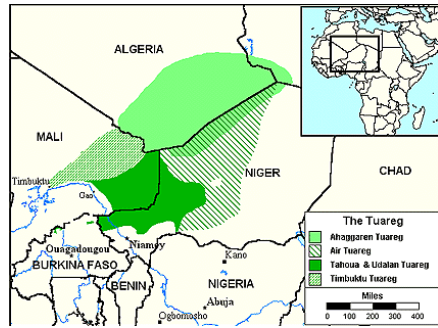 ALGERIA
MALI
Timbuktu
Gao
NIGER
CHAD
Ouagadougou
Niamey
BURKINA FASO
BENIN
Kano
NIGERIA
Abuja
Ogbomosho
The Tuareg
Ahaggaren Tuareg
Air Tuareg
Tahoua & Udalan Tuareg
Timbuktu Tuareg
Miles
0 100 200 300 400